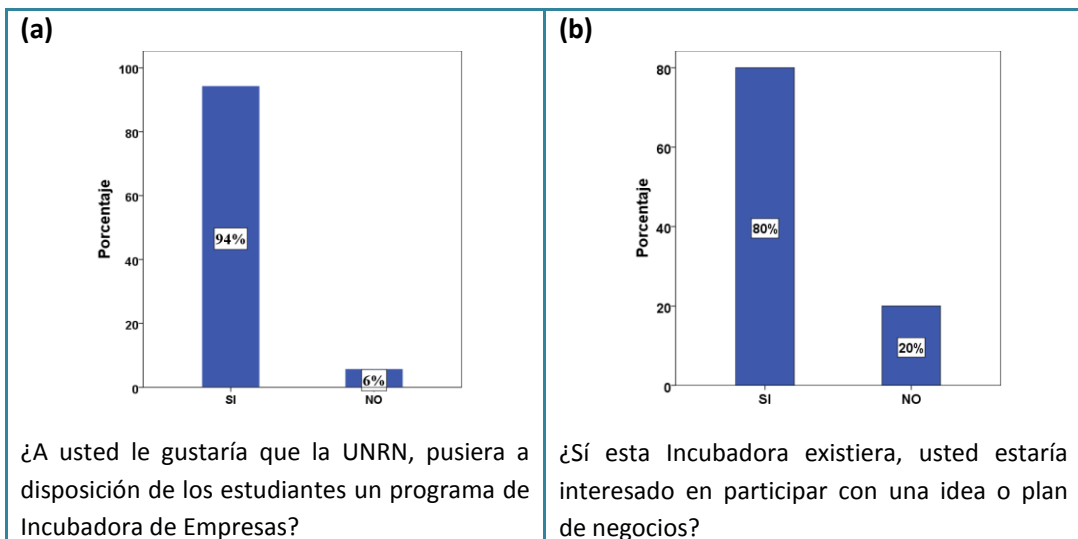 (a)
100
80
60
40
20
0
Porcentaje
94%
6%
SI
NO
¿A usted le gustaría que la UNRN, pusiera a
disposición de los estudiantes un programa de
Incubadora de Empresas?
(b)
80
60
40
20
0
Porcentaje
80%
20%
SI
NO
¿Sí esta Incubadora existiera, usted estaría
interesado en participar con una idea o plan
de negocios?